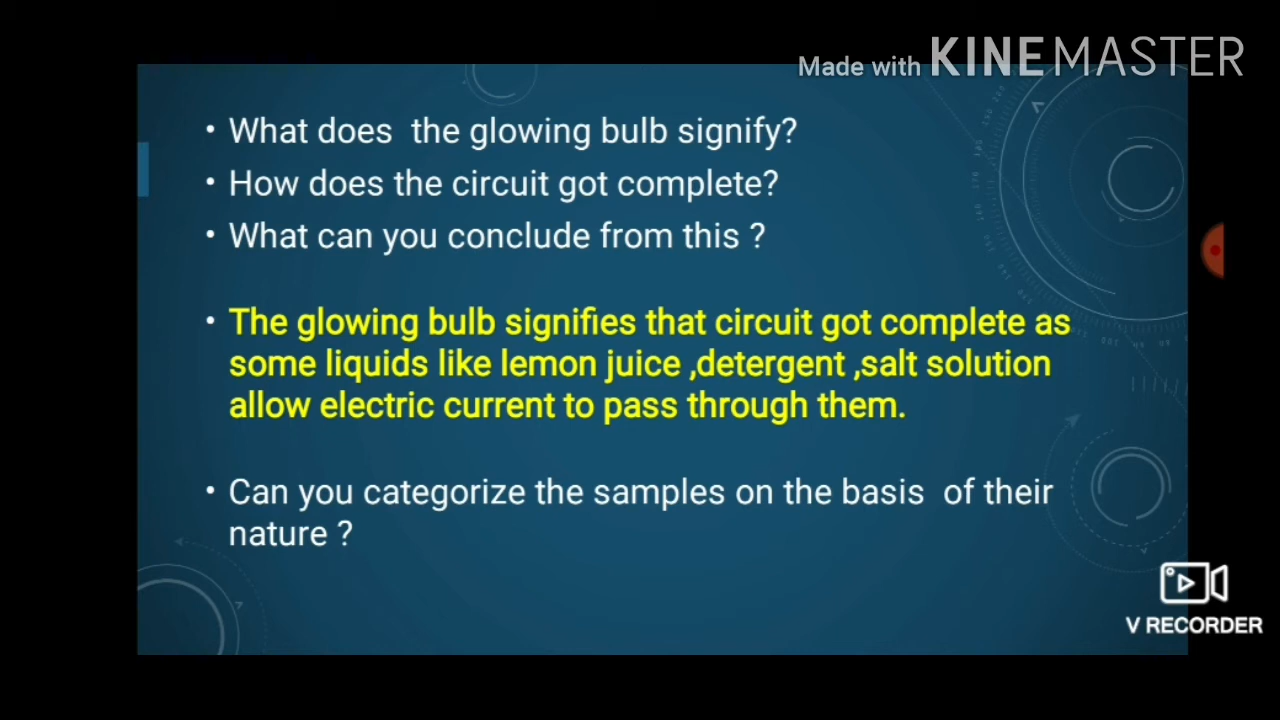 Made with KINEMASTER
• What does the glowing bulb signify?
• How does the circuit got complete?
• What can you conclude from this ?
• The glowing bulb signifies that circuit got complete as
some liquids like lemon juice ,detergent ,salt solution
allow electric current to pass through them.
• Can you categorize the samples on the basis of their
nature ?
V RECORDER